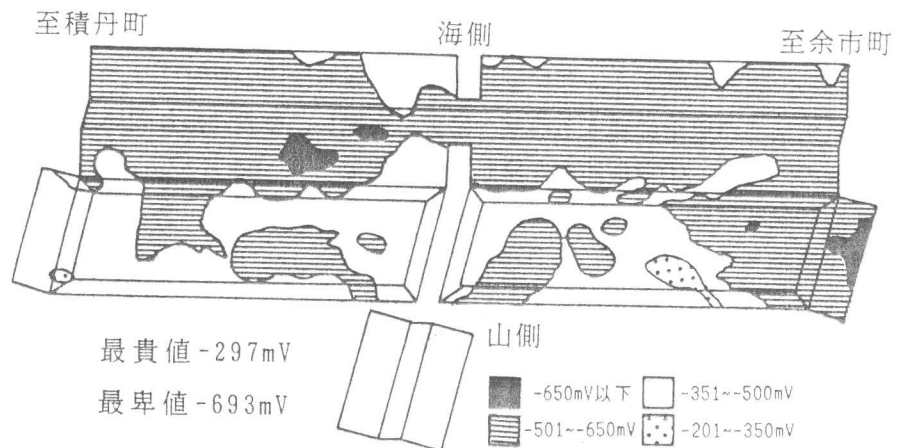 至積丹町
海側
至余市町
山側
最貴値-297mV
最卑値-693mV
-650mV以下
-351~-500mV
-501~-650mV
-201~-350mV